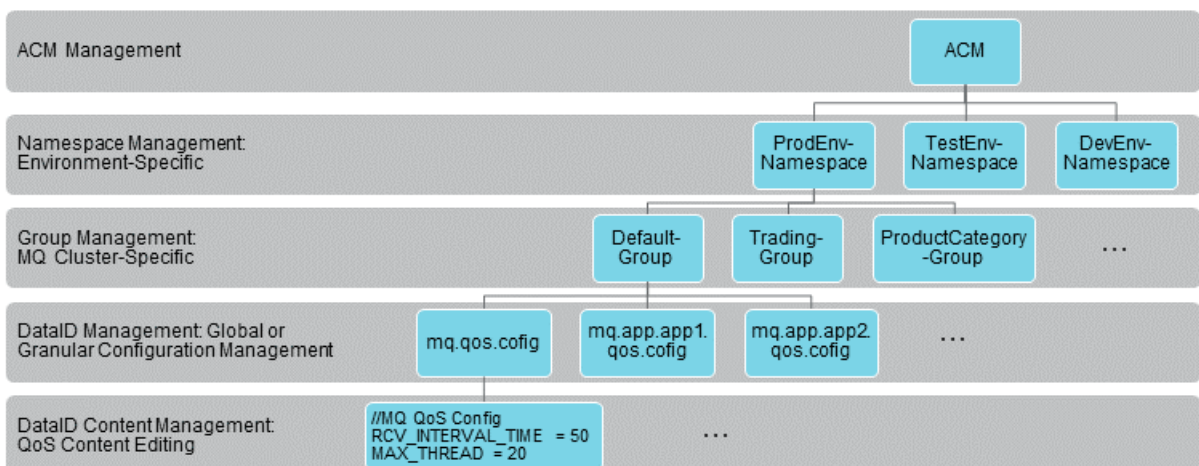 ACM Management
ACM
Namespace Management:
Environment-Specific
ProdEnv-
Namespace
TestEnv-
Namespace
DevEnv-
Namespace
Group Management:
MQ Cluster-Specific
Default-
Group
Trading-
Group
ProductCategory
-Group
...
DataID Management: Global or
Granular Configuration Management
mq.qos.cofig
mq.app.app1.
qos.cofig
mq.app.app2.
qos.cofig
...
DataID Content Management:
QoS Content Editing
//MQ QoS Config
RCV_INTERVAL_TIME = 50
MAX_THREAD = 20
...